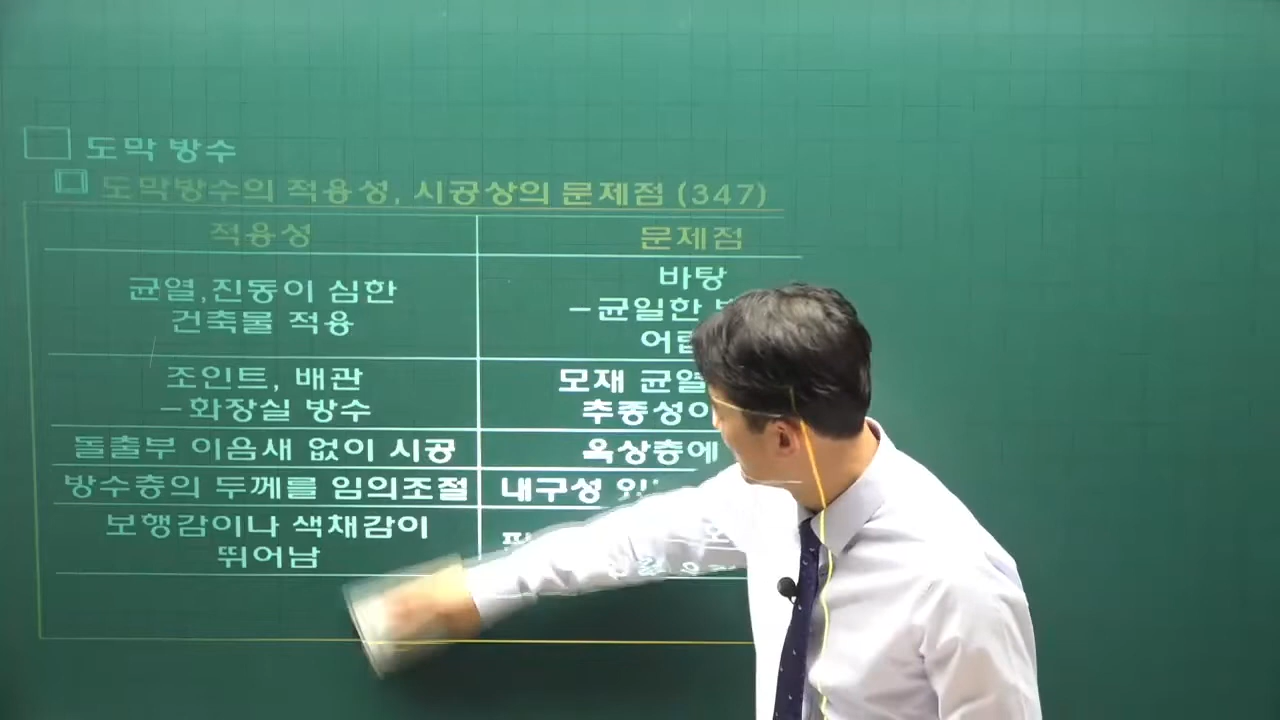 도막 방수
도막방수의 적용성, 시공상의 문제점 (347)
적용성
문제점
균열,진동이 심한
건축물 적용
바탕
-균일한
조인트, 배관
-화장실 방수
모재 균열
추종성이
돌출부 이음새 없이 시공
옥상층에
방수층의 두께를 임의조절
내구성
보행감이나 색채감이
뛰어남